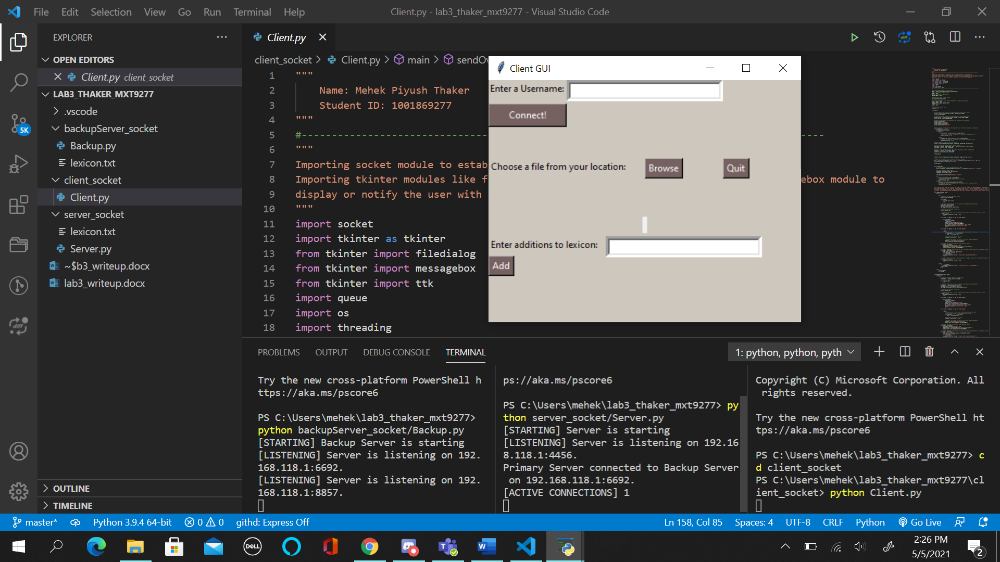 File Edit Selection View Go Run Terminal Help
Client.py - lab3_thaker_mxt9277 - Visual Studio Code
EXPLORER
OPEN EDITORS
Client.py client_socket
LAB3_THAKER_MXT9277
.vscode
backupServer_socket
Backup.py
lexicon.txt
client_socket
Client.py
server_socket
lexicon.txt
Server.py
~$b3_writeup.docx
lab3_writeup.docx
OUTLINE
TIMELINE
5K
Client.py
client_socket > Client.py > main > sendOv
1 """
2 Name: Mehek Piyush Thaker
3 Student ID: 1001869277
4 """
5 #-------------------------------
6 """
7 Importing socket module to estab
8 Importing tkinter modules like f
ebox module to
9 display or notify the user with
10 """
11 import socket
12 import tkinter as tkinter
13 from tkinter import filedialog
14 from tkinter import messagebox
15 from tkinter import ttk
16 import queue
17 import os
18 import threading
Client GUI
Enter a Username:
Connect!
Choose a file from your location:
Browse
Quit
Enter additions to lexicon:
Add
PROBLEMS OUTPUT DEBUG CONSOLE TERMINAL
1: python, python, pyth
Try the new cross-platform PowerShell h
ttps://aka.ms/pscore6
PS C:\Users\mehek\lab3_thaker_mxt9277>
python backupServer_socket/Backup.py
[STARTING] Backup Server is starting
[LISTENING] Server is listening on 192.
168.118.1:6692.
[LISTENING] Server is listening on 192.
168.118.1:8857.
ps://aka.ms/pscore6
PS C:\Users\mehek\lab3_thaker_mxt9277> py
thon server_socket/Server.py
[STARTING] Server is starting
[LISTENING] Server is listening on 192.16
8.118.1:4456.
Primary Server connected to Backup Server
on 192.168.118.1:6692.
[ACTIVE CONNECTIONS] 1
Copyright (C) Microsoft Corporation. All
rights reserved.
Try the new cross-platform PowerShell ht
tps://aka.ms/pscore6
PS C:\Users\mehek\lab3_thaker_mxt9277> c
d client_socket
PS C:\Users\mehek\lab3_thaker_mxt9277\cl
ient_socket> python Client.py
master* Python 3.9.4 64-bit 0 0 githd: Express Off
Ln 158, Col 85 Spaces: 4 UTF-8 CRLF Python Go Live
DELL
2:26 PM
5/5/2021
2